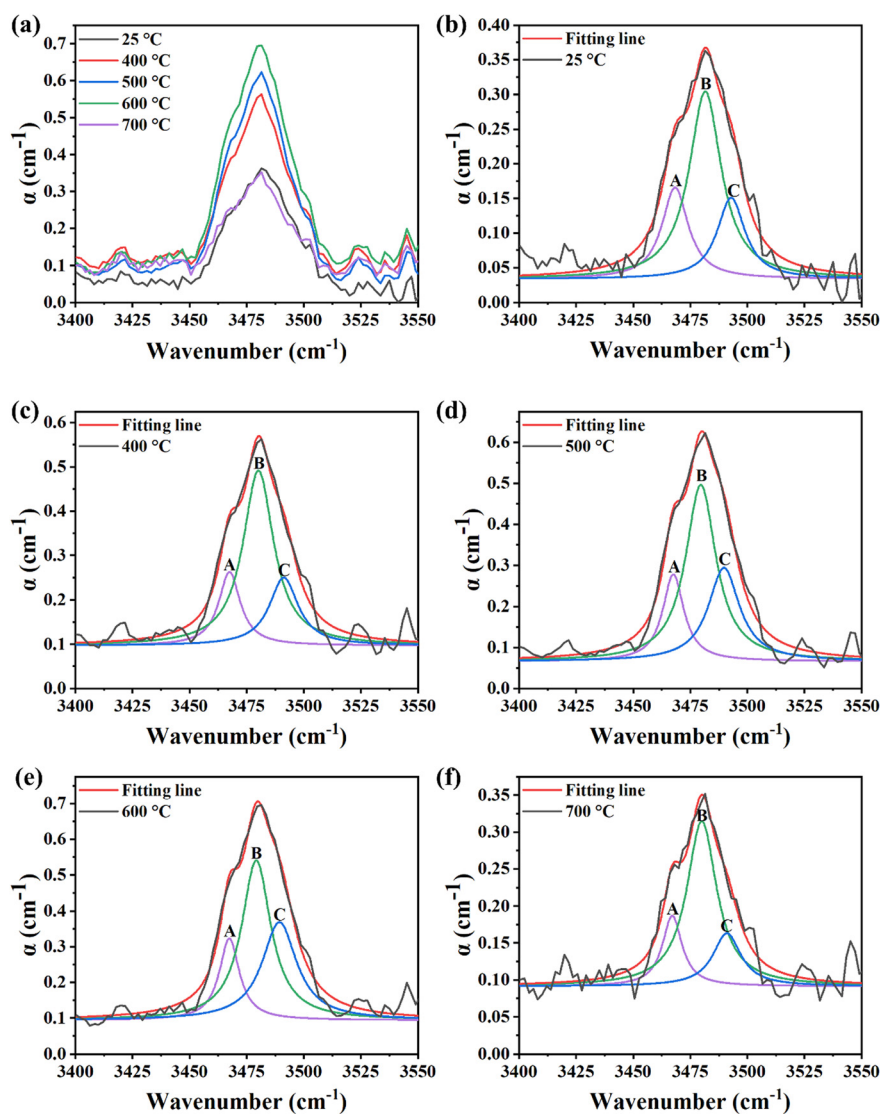 (a)
25 °C
400 °C
500 °C
600 °C
700 °C
α (cm⁻¹)
0.7
0.6
0.5
0.4
0.3
0.2
0.1
0.0
3400 3425 3450 3475 3500 3525 3550
Wavenumber (cm⁻¹)
(b)
Fitting line
25 °C
A
B
C
α (cm⁻¹)
0.40
0.35
0.30
0.25
0.20
0.15
0.10
0.05
0.00
3400 3425 3450 3475 3500 3525 3550
Wavenumber (cm⁻¹)
(c)
Fitting line
400 °C
A
B
C
α (cm⁻¹)
0.6
0.5
0.4
0.3
0.2
0.1
0.0
3400 3425 3450 3475 3500 3525 3550
Wavenumber (cm⁻¹)
(d)
Fitting line
500 °C
A
B
C
α (cm⁻¹)
0.6
0.5
0.4
0.3
0.2
0.1
0.0
3400 3425 3450 3475 3500 3525 3550
Wavenumber (cm⁻¹)
(e)
Fitting line
600 °C
A
B
C
α (cm⁻¹)
0.7
0.6
0.5
0.4
0.3
0.2
0.1
0.0
3400 3425 3450 3475 3500 3525 3550
Wavenumber (cm⁻¹)
(f)
Fitting line
700 °C
A
B
C
α (cm⁻¹)
0.35
0.30
0.25
0.20
0.15
0.10
0.05
0.00
3400 3425 3450 3475 3500 3525 3550
Wavenumber (cm⁻¹)